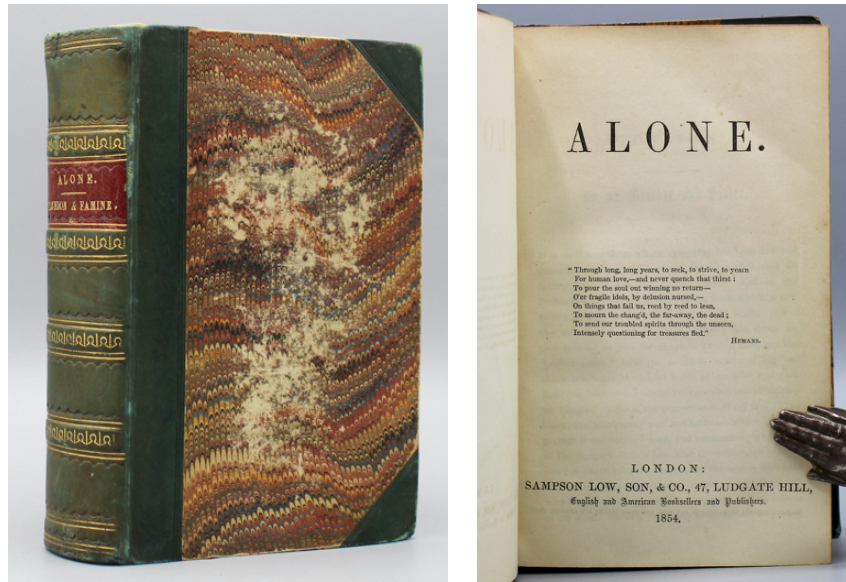 ALONE.
& FAMINE.
ALONE.
" Through long, long years, to seek, to strive, to yearn
For human love,—and never quench that thirst :
To pour the soul out winning no return—
O'er fragile idols, by delusion nursed,—
On things that fail us, reed by reed to lean,
To mourn the chang'd, the far-away, the dead ;
To send our troubled spirits through the unseen,
Intensely questioning for treasures fled."
HEMANS.
LONDON:
SAMPSON LOW, SON, & CO., 47, LUDGATE HILL,
English and American Booksellers and Publishers.
1854.